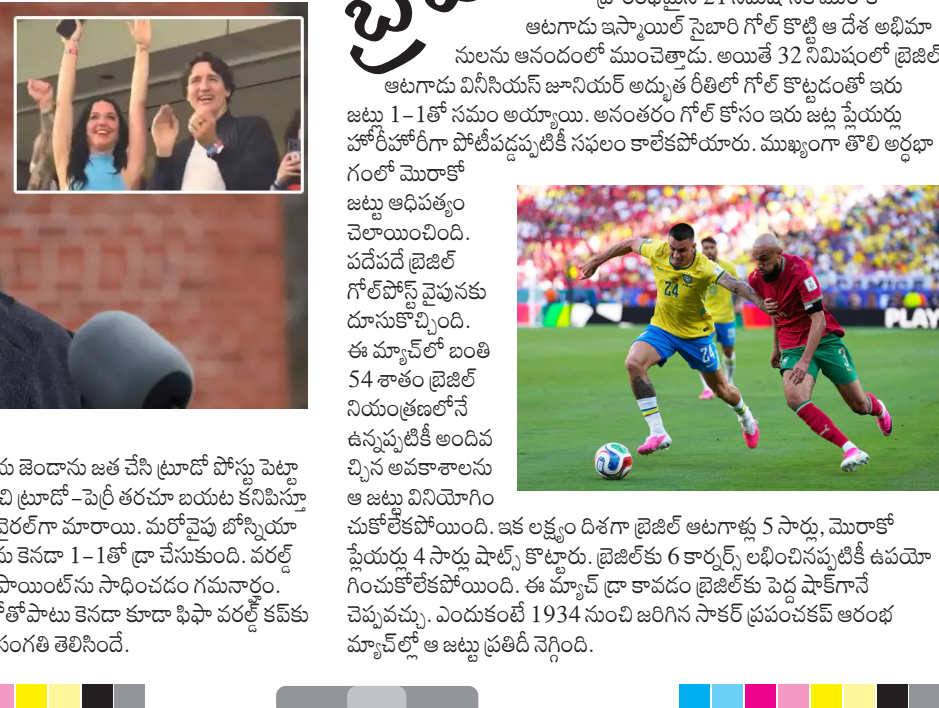 ను జెండాను జత చేసి ట్రూడో పోస్టు పెట్టా
చి ట్రూడో-పెర్రీ తరచూ బయట కనిపిస్తూ
వైరల్‌గా మారాయి. మరోవైపు బోస్నియా
ను కెనడా 1-1తో డ్రా చేసుకుంది. వరల్డ్
పాయింట్‌ను సాధించడం గమనార్హం.
తోపాటు కెనడా కూడా ఫిఫా వరల్డ్ కప్‌కు
సంగతి తెలిసిందే.
ఆటగాడు ఇస్మాయిల్ సైబారి గోల్ కొట్టి ఆ దేశ అభిమా
నులను ఆనందంలో ముంచెత్తాడు. అయితే 32 నిమిషంలో బ్రెజిల్
ఆటగాడు వినీసియస్ జూనియర్ అద్భుత రీతిలో గోల్ కొట్టడంతో ఇరు
జట్లు 1-1తో సమం అయ్యాయి. అనంతరం గోల్ కోసం ఇరు జట్ల ప్లేయర్లు
హోరీహోరీగా పోటీపడ్డప్పటికీ సఫలం కాలేకపోయారు. ముఖ్యంగా తొలి అర్ధభా
గంలో మొరాకో
జట్టు ఆధిపత్యం
చెలాయించింది.
పదేపదే బ్రెజిల్
గోల్‌పోస్ట్ వైపునకు
దూసుకొచ్చింది.
ఈ మ్యాచ్‌లో బంతి
54 శాతం బ్రెజిల్
నియంత్రణలోనే
ఉన్నప్పటికీ అందివ
చ్చిన అవకాశాలను
ఆ జట్టు వినియోగిం
చుకోలేకపోయింది. ఇక లక్ష్యం దిశగా బ్రెజిల్ ఆటగాళ్లు 5 సార్లు, మొరాకో
ప్లేయర్లు 4 సార్లు షాట్స్ కొట్టారు. బ్రెజిల్‌కు 6 కార్నర్స్ లభించినప్పటికీ ఉపయో
గించుకోలేకపోయింది. ఈ మ్యాచ్ డ్రా కావడం బ్రెజిల్‌కు పెద్ద షాక్‌గానే
చెప్పవచ్చు. ఎందుకంటే 1934 నుంచి జరిగిన సాకర్ ప్రపంచకప్ ఆరంభ
మ్యాచ్‌ల్లో ఆ జట్టు ప్రతిదీ నెగ్గింది.
24
24
3
PLAY